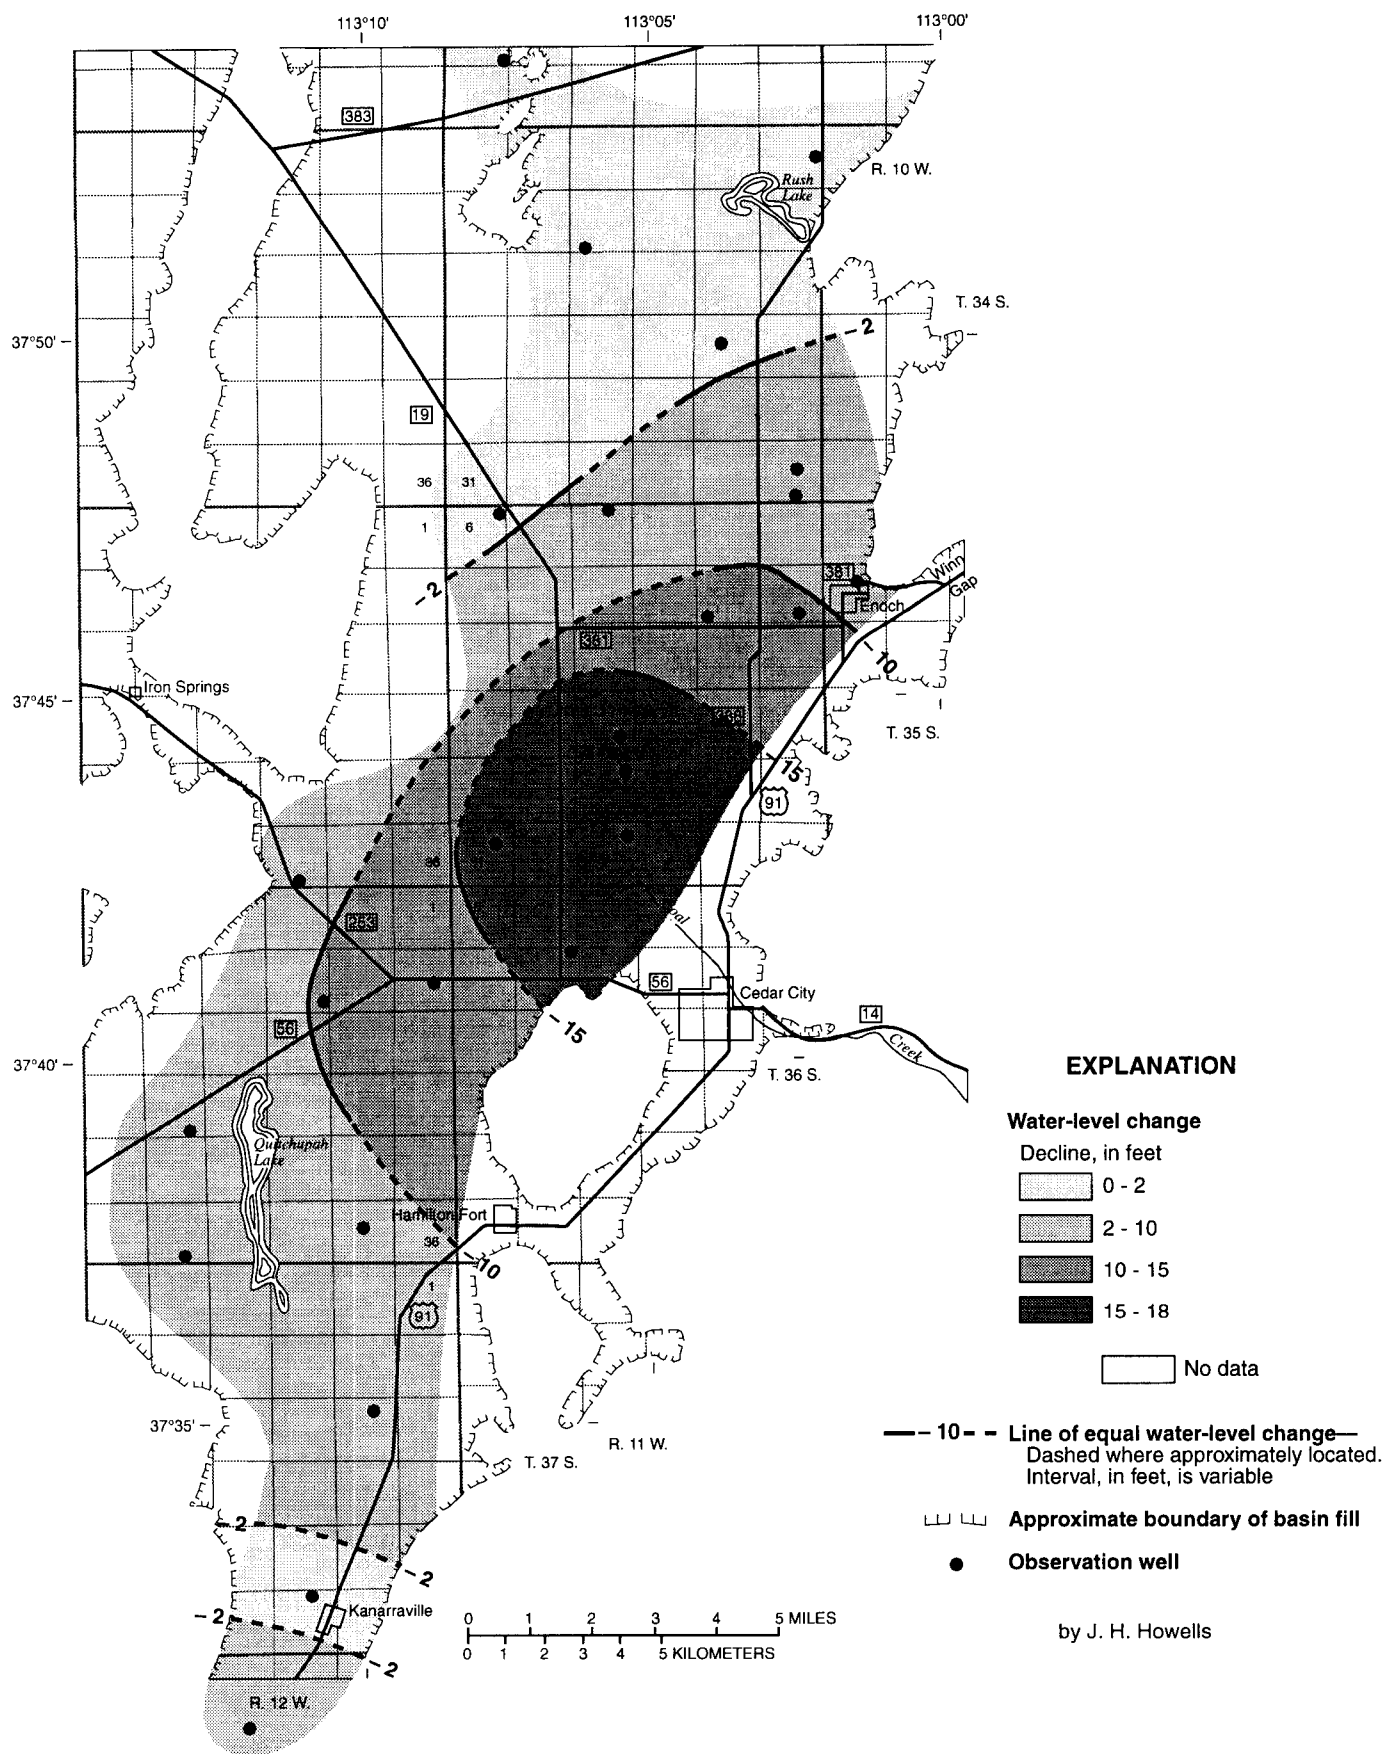 113°10'
113°05'
113°00'
383
R. 10 W.
Rush
Lake
T. 34 S.
37°50'
2
19
36
31
1
6
2
381
Winn
Gap
Enoch
381
10
Iron Springs
37°45'
T. 35 S.
15
91
36
1
253
56
Cedar City
14
Creek
15
56
37°40'
T. 36 S.
Quichupah
Lake
Hamilton Fort
36
10
1
91
37°35'
R. 11 W.
T. 37 S.
2
2
Kanarraville
2
2
R. 12 W.
0 1 2 3 4 5 MILES
0 1 2 3 4 5 KILOMETERS
EXPLANATION
Water-level change
Decline, in feet
0 - 2
2 - 10
10 - 15
15 - 18
No data
10
Line of equal water-level change—
Dashed where approximately located.
Interval, in feet, is variable
Approximate boundary of basin fill
Observation well
by J. H. Howells